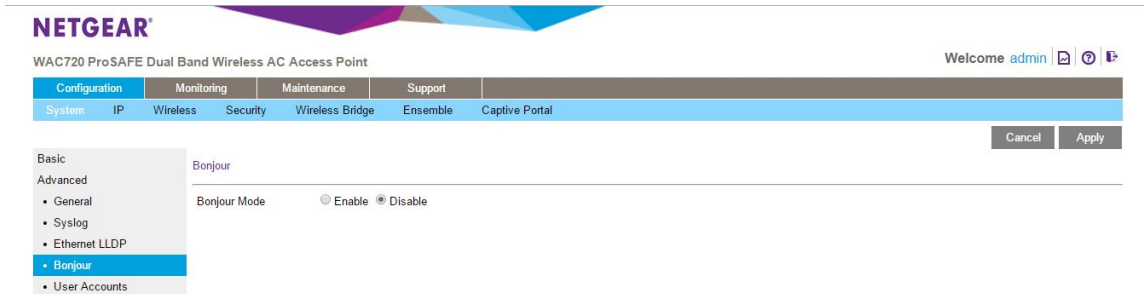 NETGEAR®
WAC720 ProSAFE Dual Band Wireless AC Access Point
Welcome admin
Configuration Monitoring Maintenance Support
System IP Wireless Security Wireless Bridge Ensemble Captive Portal
Cancel Apply
Basic
Advanced
• General
• Syslog
• Ethernet LLDP
• Bonjour
• User Accounts
Bonjour
Bonjour Mode Enable Disable